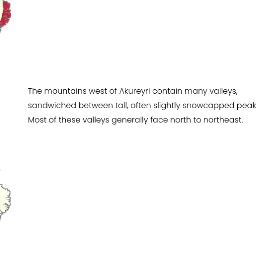 The mountains west of Akureyri contain many valleys,
sandwiched between tall, often slightly snowcapped peak
Most of these valleys generally face north to northeast.